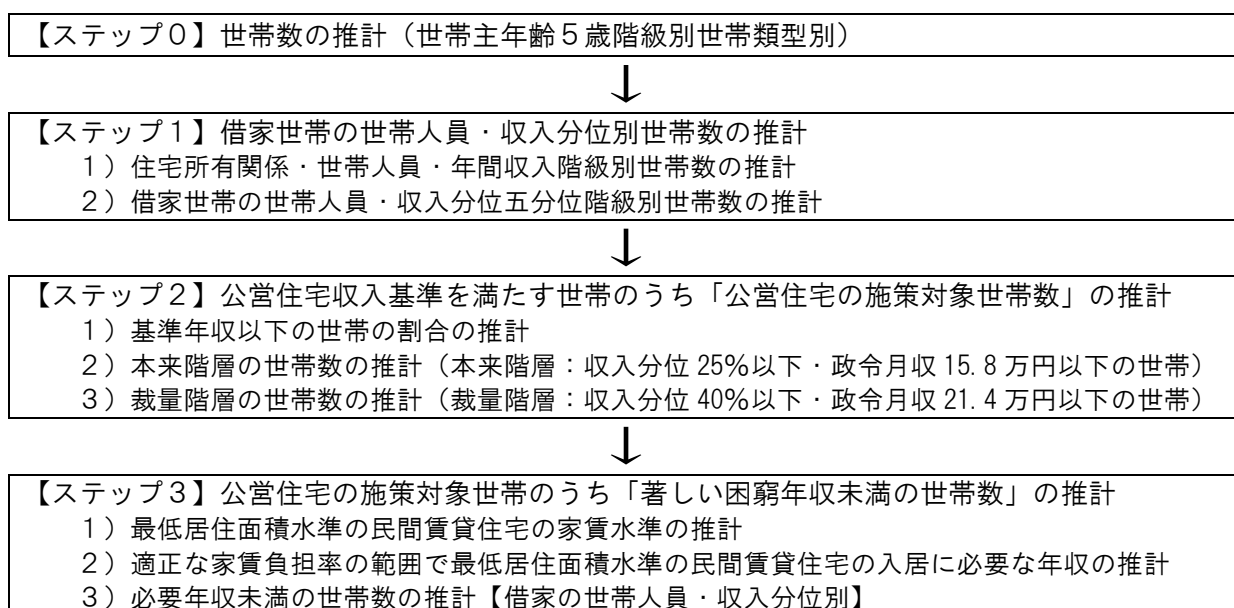 【ステップ０】世帯数の推計（世帯主年齢５歳階級別世帯類型別）
↓
【ステップ１】借家世帯の世帯人員・収入分位別世帯数の推計
１）住宅所有関係・世帯人員・年間収入階級別世帯数の推計
２）借家世帯の世帯人員・収入分位五分位階級別世帯数の推計
↓
【ステップ２】公営住宅収入基準を満たす世帯のうち「公営住宅の施策対象世帯数」の推計
１）基準年収以下の世帯の割合の推計
２）本来階層の世帯数の推計（本来階層：収入分位 25％以下・政令月収 15.8 万円以下の世帯）
３）裁量階層の世帯数の推計（裁量階層：収入分位 40％以下・政令月収 21.4 万円以下の世帯）
↓
【ステップ３】公営住宅の施策対象世帯のうち「著しい困窮年収未満の世帯数」の推計
１）最低居住面積水準の民間賃貸住宅の家賃水準の推計
２）適正な家賃負担率の範囲で最低居住面積水準の民間賃貸住宅の入居に必要な年収の推計
３）必要年収未満の世帯数の推計【借家の世帯人員・収入分位別】